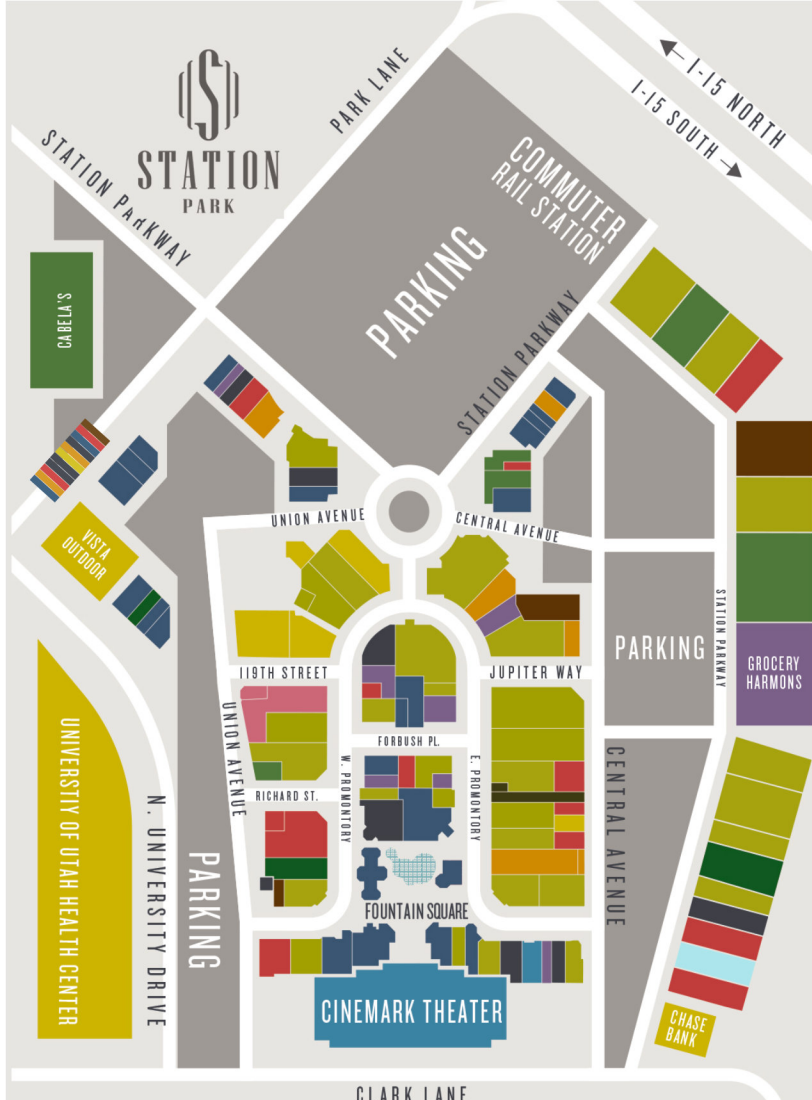 I-15 NORTH
I-15 SOUTH
PARK LANE
S
STATION
PARK
STATION PARKWAY
COMMUTER
RAIL STATION
PARKING
STATION PARKWAY
CABELA'S
UNION AVENUE
CENTRAL AVENUE
VISTA
OUTDOOR
STATION PARKWAY
PARKING
GROCERY
HARMONS
119TH STREET
JUPITER WAY
UNION AVENUE
FORBUSH PL.
W. PROMONTORY
E. PROMONTORY
RICHARD ST.
CENTRAL AVENUE
UNIVERSTIY OF UTAH HEALTH CENTER
N. UNIVERSITY DRIVE
PARKING
FOUNTAIN SQUARE
CINEMARK THEATER
CHASE
BANK
CLARK LANE